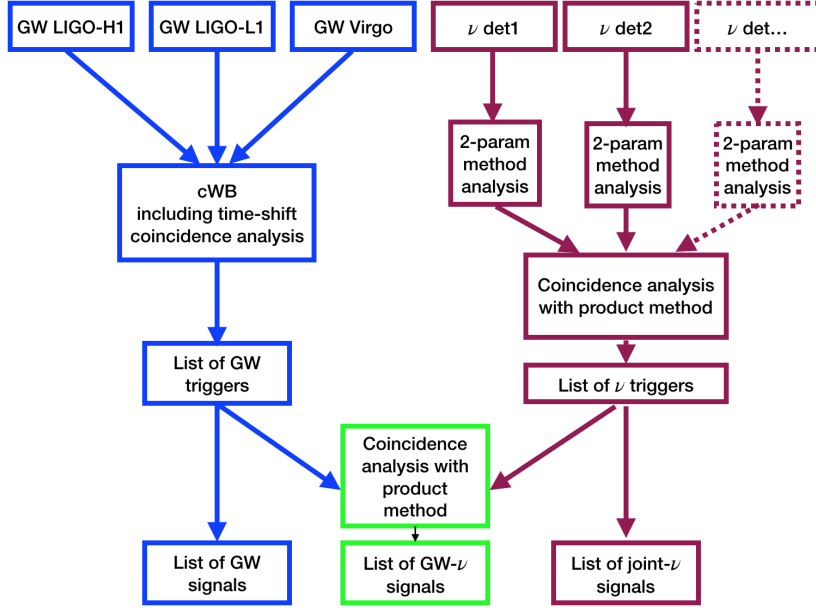 GW LIGO-H1
GW LIGO-L1
GW Virgo
ν det1
ν det2
ν det...
2-param
method
analysis
2-param
method
analysis
2-param
method
analysis
cWB
including time-shift
coincidence analysis
Coincidence analysis
with product method
List of GW
triggers
List of ν triggers
Coincidence
analysis with
product
method
List of GW
signals
List of GW-ν
signals
List of joint-ν
signals